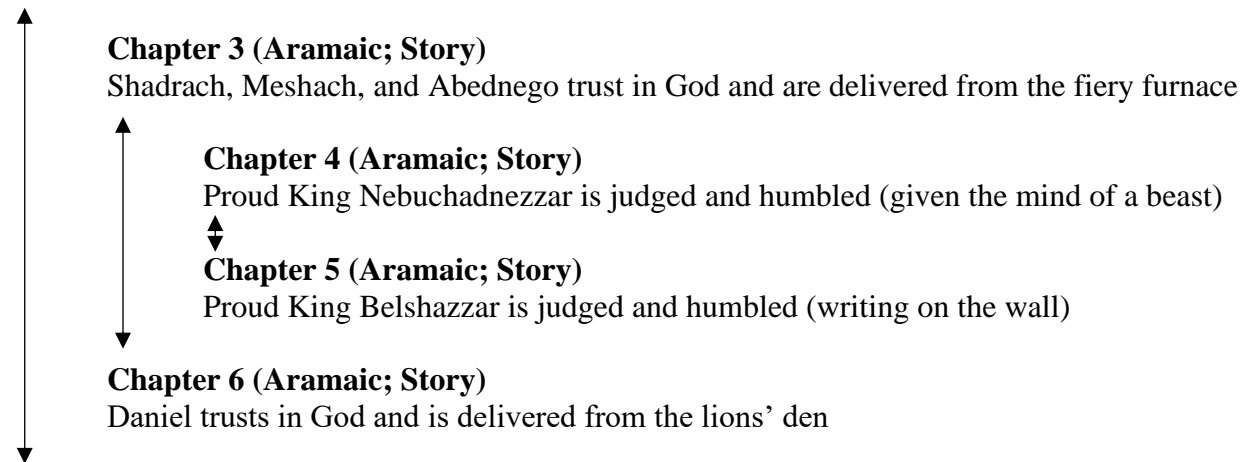 Chapter 3 (Aramaic; Story)
Shadrach, Meshach, and Abednego trust in God and are delivered from the fiery furnace
Chapter 4 (Aramaic; Story)
Proud King Nebuchadnezzar is judged and humbled (given the mind of a beast)
Chapter 5 (Aramaic; Story)
Proud King Belshazzar is judged and humbled (writing on the wall)
Chapter 6 (Aramaic; Story)
Daniel trusts in God and is delivered from the lions’ den